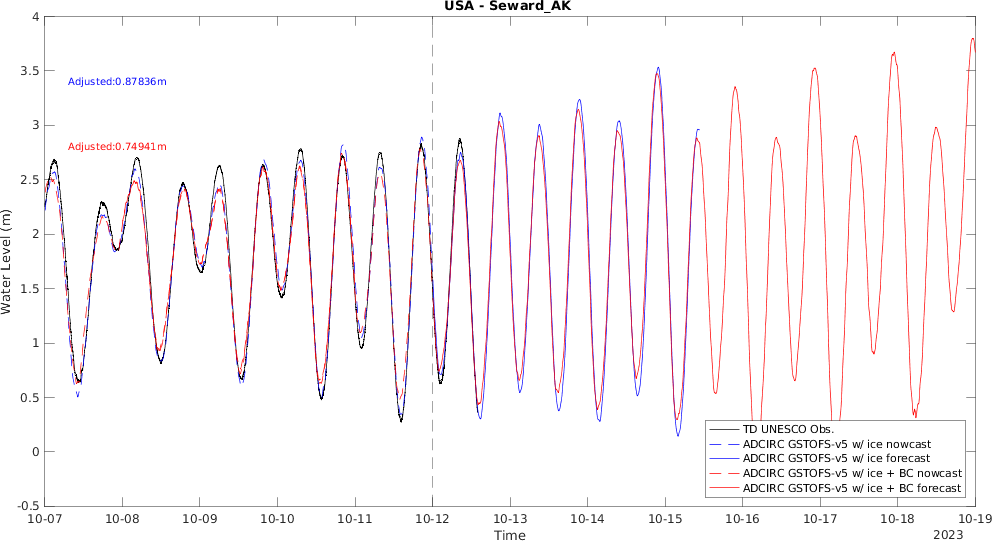 USA - Seward_AK
4
3.5
3
2.5
2
1.5
1
0.5
0
-0.5
Water Level (m)
Adjusted:0.87836m
Adjusted:0.74941m
TD UNESCO Obs.
ADCIRC GSTOFS-v5 w/ ice nowcast
ADCIRC GSTOFS-v5 w/ ice forecast
ADCIRC GSTOFS-v5 w/ ice + BC nowcast
ADCIRC GSTOFS-v5 w/ ice + BC forecast
10-07 10-08 10-09 10-10 10-11 10-12 10-13 10-14 10-15 10-16 10-17 10-18 10-19
Time
2023